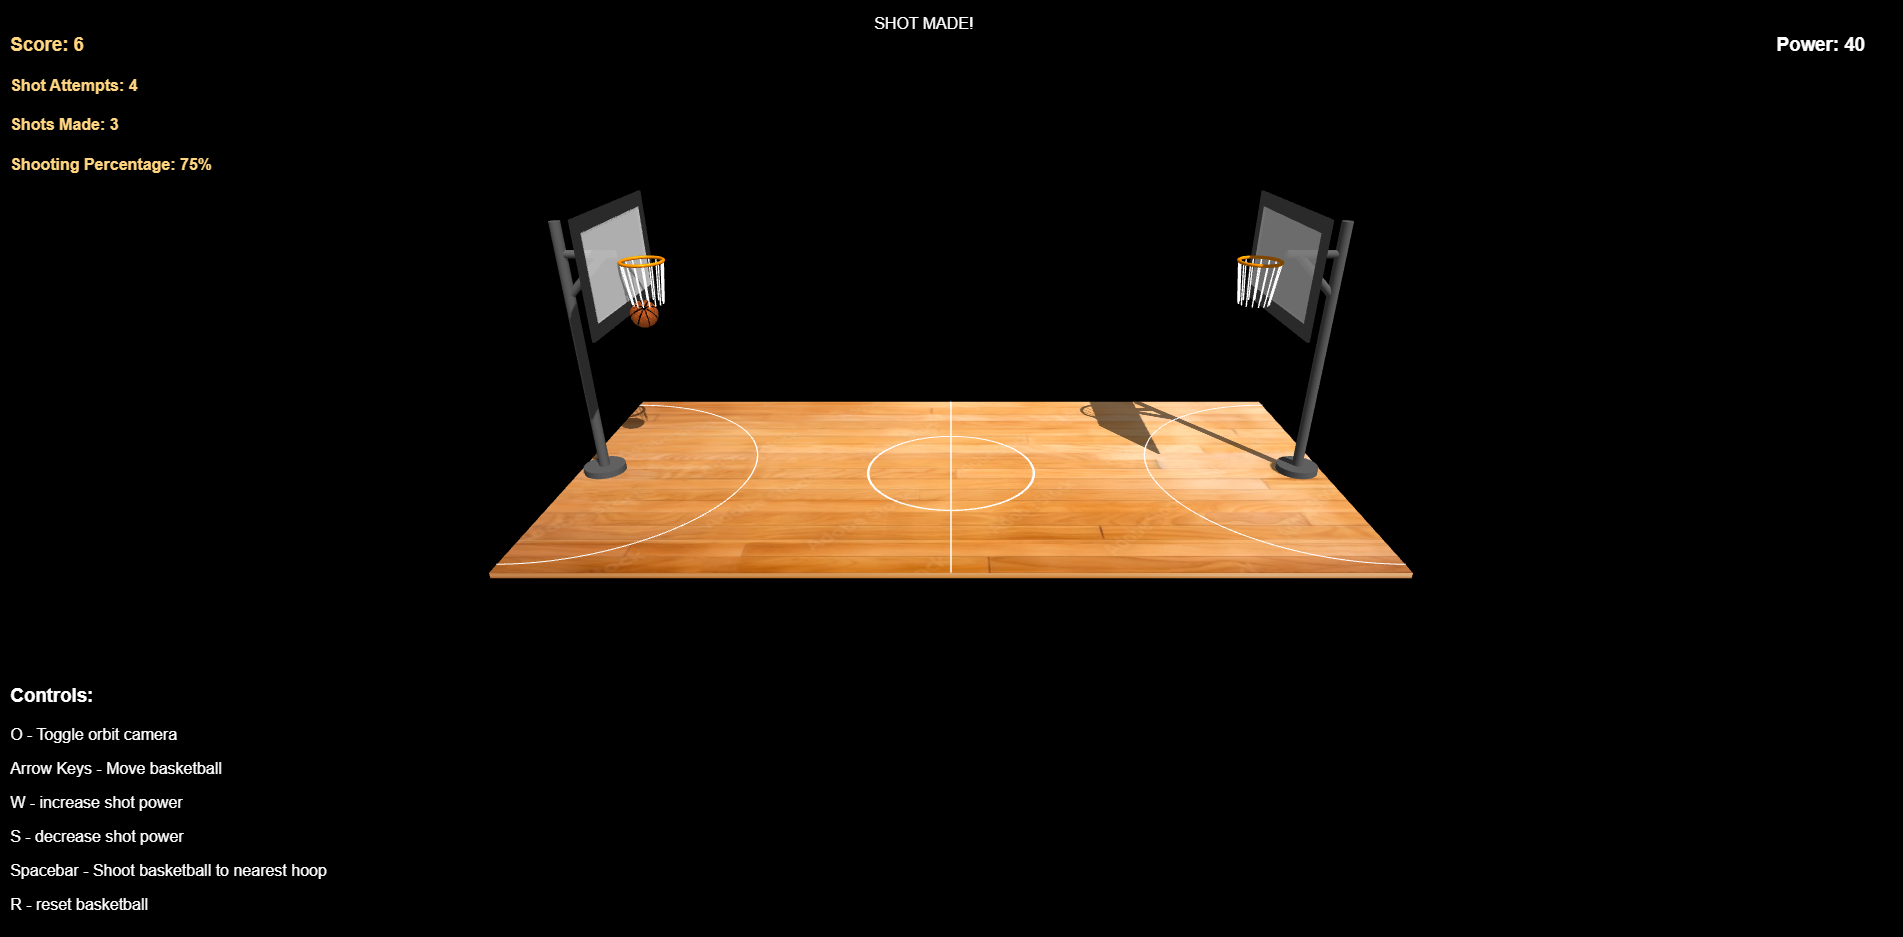 SHOT MADE!
Score: 6
Power: 40
Shot Attempts: 4
Shots Made: 3
Shooting Percentage: 75%
Controls:
O - Toggle orbit camera
Arrow Keys - Move basketball
W - increase shot power
S - decrease shot power
Spacebar - Shoot basketball to nearest hoop
R - reset basketball